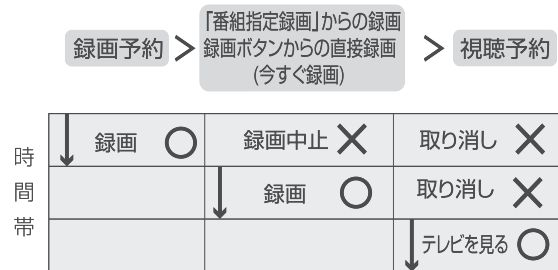 録画予約 > 「番組指定録画」からの録画
録画ボタンからの直接録画
(今すぐ録画) > 視聴予約
時間帯
録画 ○ 録画中止 × 取り消し ×
録画 ○ 取り消し ×
テレビを見る ○